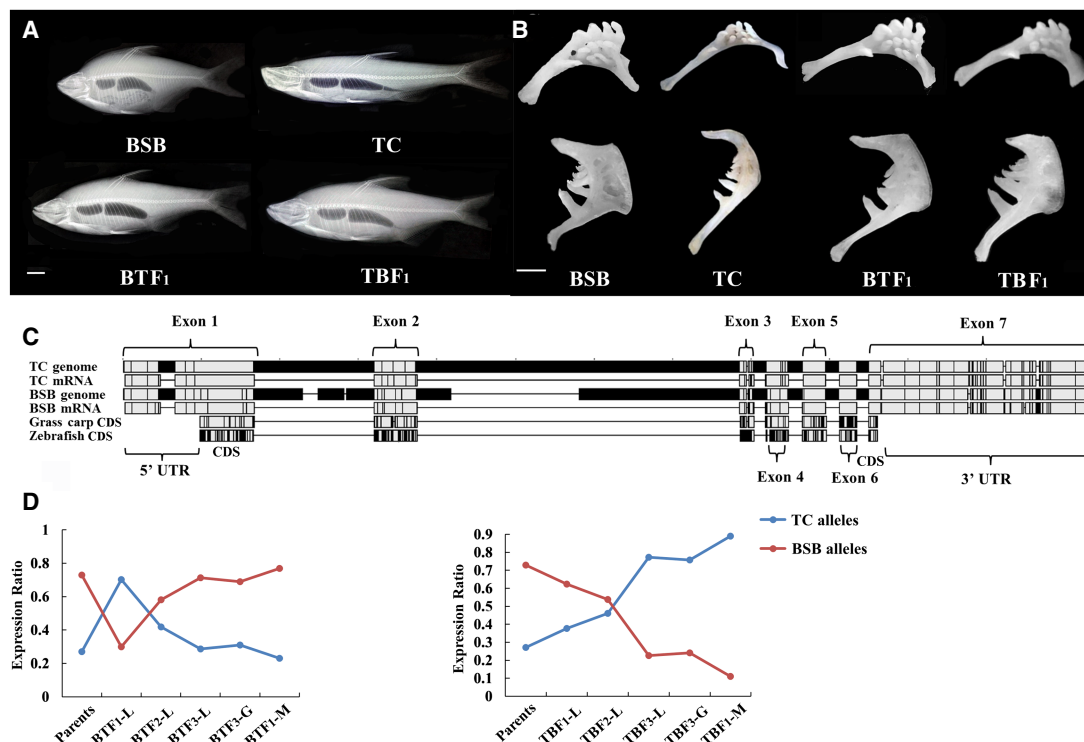 A
BSB
TC
BTF₁
TBF₁
B
BSB
TC
BTF₁
TBF₁
C
Exon 1
Exon 2
Exon 3
Exon 5
Exon 7
TC genome
TC mRNA
BSB genome
BSB mRNA
Grass carp CDS
Zebrafish CDS
5' UTR
CDS
Exon 4
Exon 6
CDS
3' UTR
D
Expression Ratio
1
0.8
0.6
0.4
0.2
0
Parents
BTF1-L
BTF2-L
BTF3-L
BTF3-G
BTF1-M
Expression Ratio
0.9
0.8
0.7
0.6
0.5
0.4
0.3
0.2
0.1
0
Parents
TBF1-L
TBF2-L
TBF3-L
TBF3-G
TBF1-M
TC alleles
BSB alleles